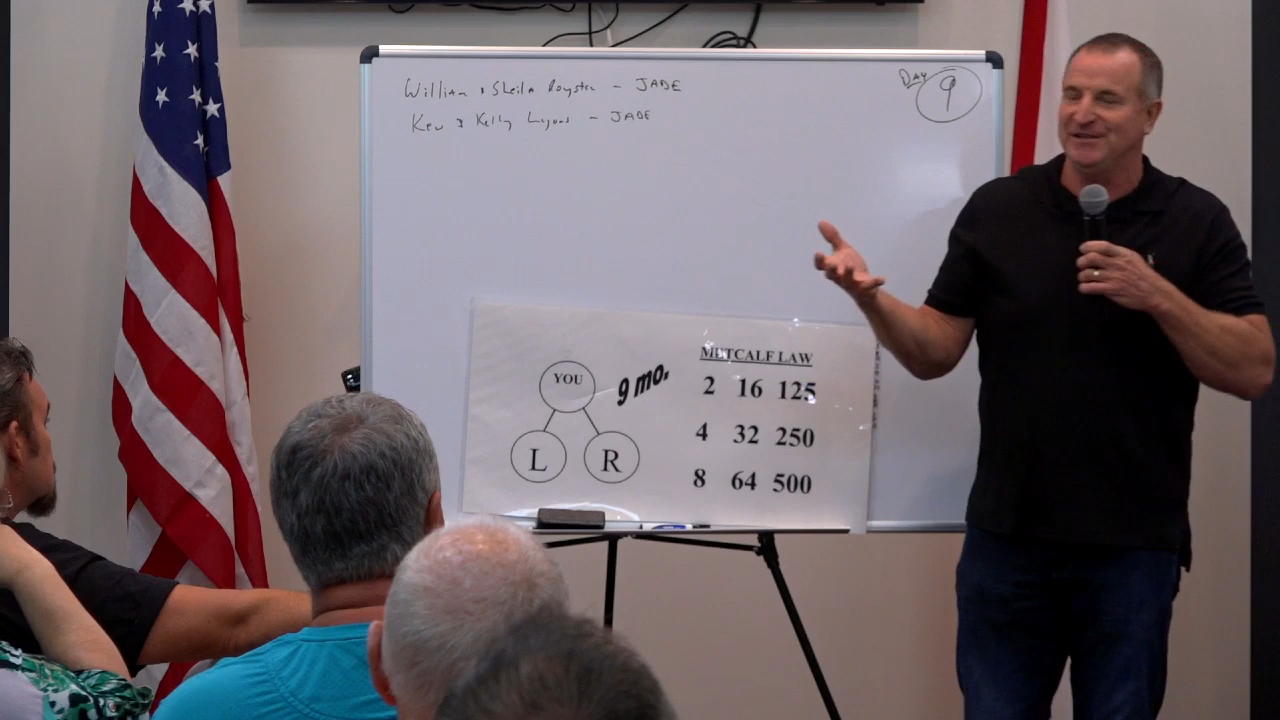 William & Sheila Royster - JADE
Kev & Kelly Lyons - JADE
DAY 9
YOU
9 mo.
L R
METCALF LAW
2 16 125
4 32 250
8 64 500